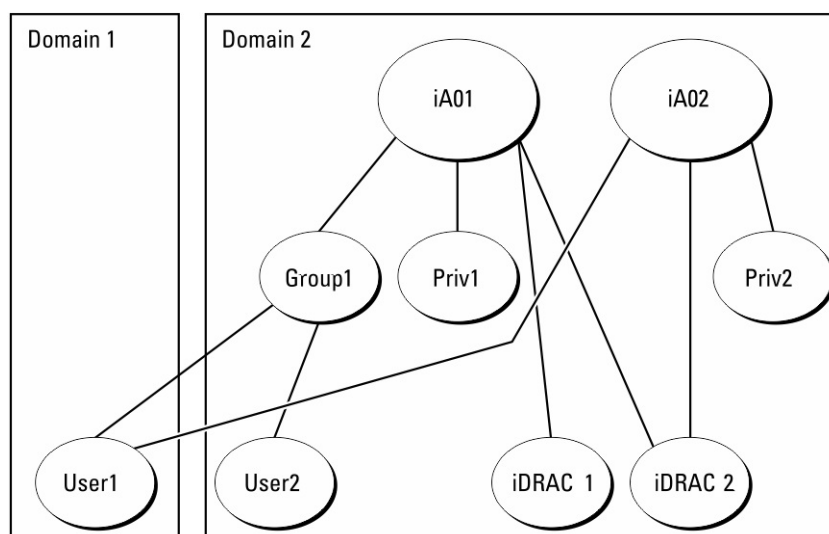 Domain 1
Domain 2
iA01
iA02
Group1
Priv1
Priv2
User1
User2
iDRAC 1
iDRAC 2